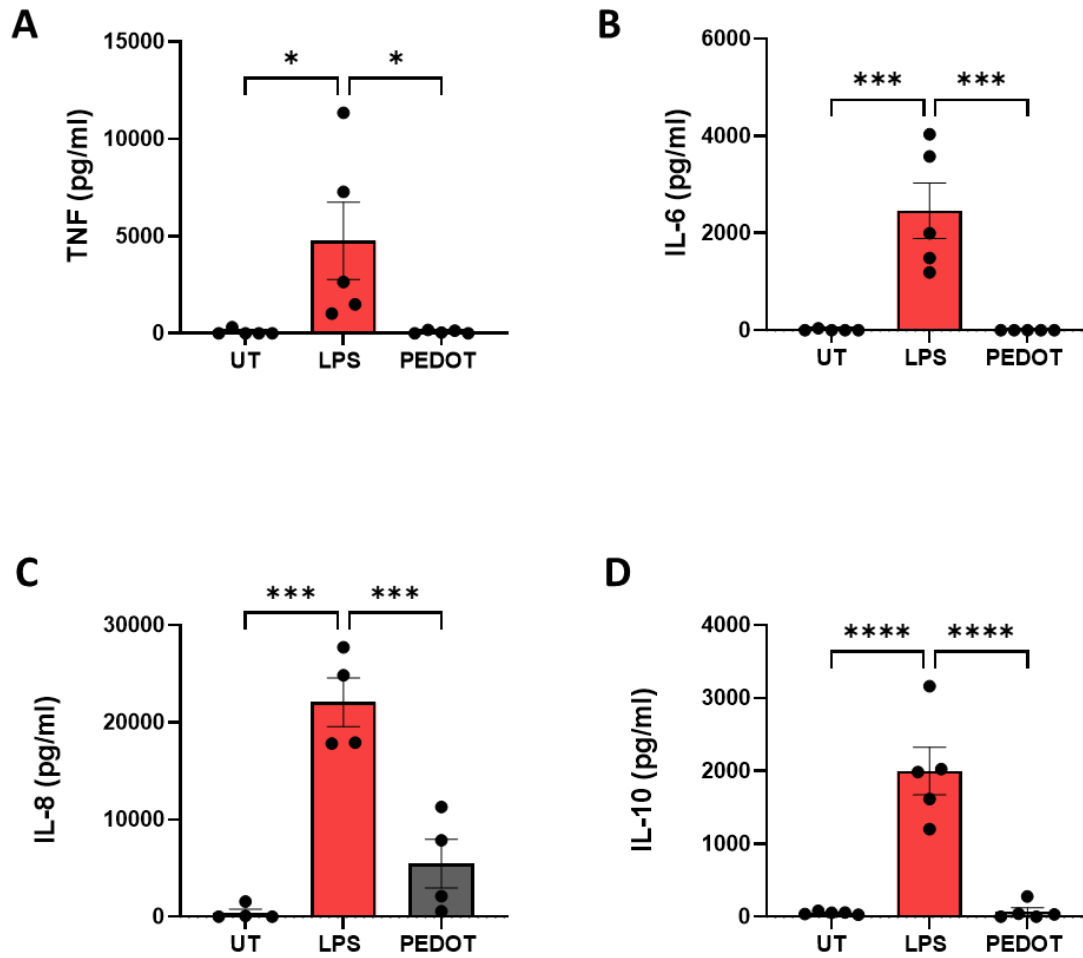 A
TNF (pg/ml)
15000
10000
5000
0
* *
UT LPS PEDOT
B
IL-6 (pg/ml)
6000
4000
2000
0
*** ***
UT LPS PEDOT
C
IL-8 (pg/ml)
30000
20000
10000
0
*** ***
UT LPS PEDOT
D
IL-10 (pg/ml)
4000
3000
2000
1000
0
**** ****
UT LPS PEDOT